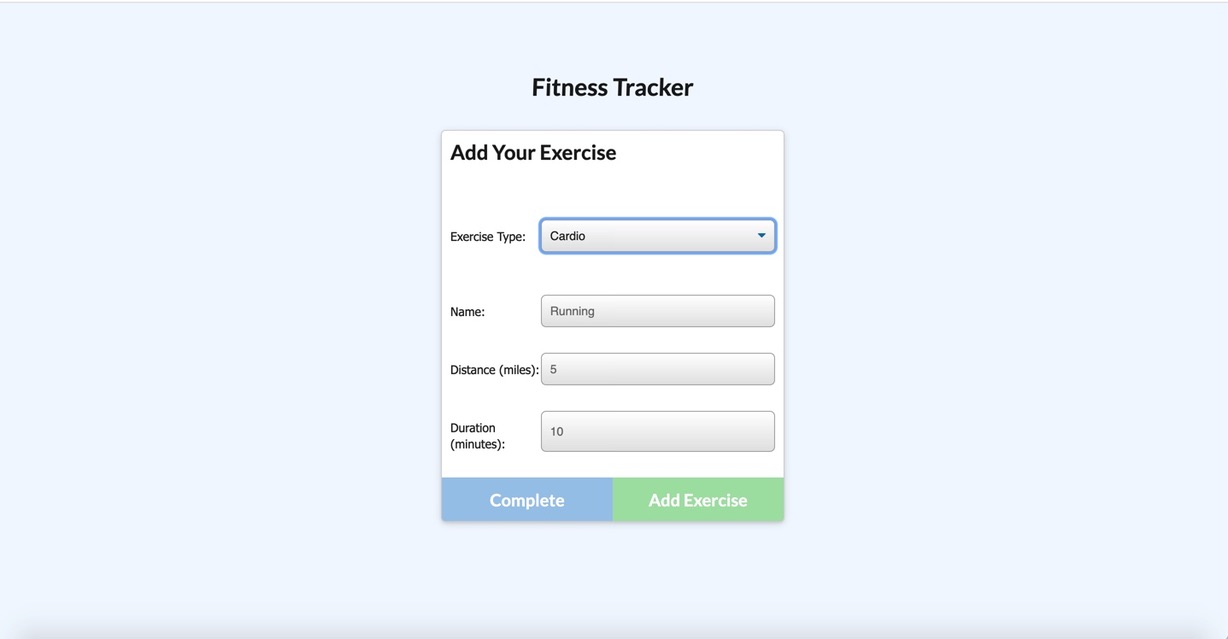 Fitness Tracker
Add Your Exercise
Exercise Type: Cardio
Name: Running
Distance (miles): 5
Duration
(minutes): 10
Complete Add Exercise